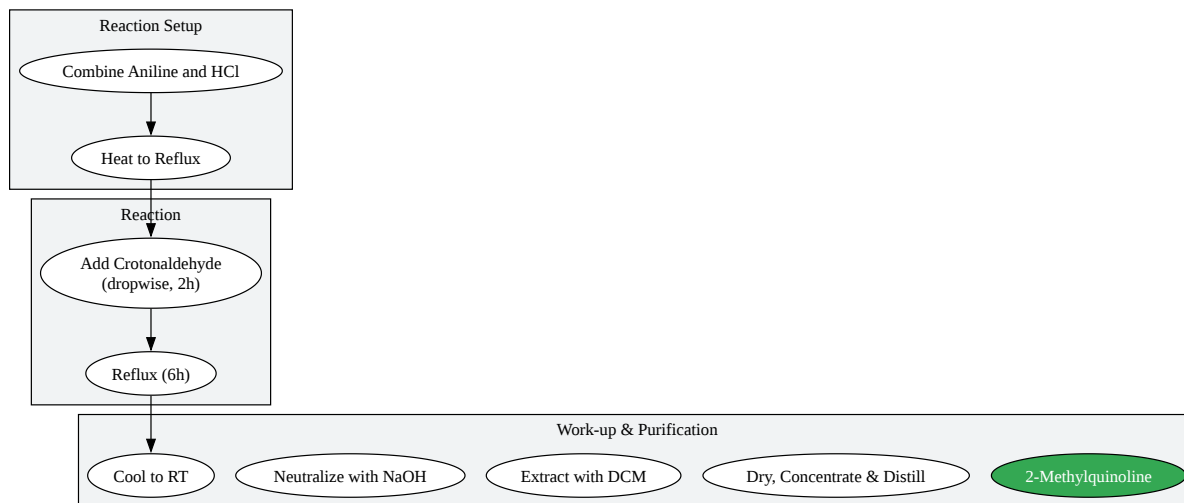 Reaction Setup
Combine Aniline and HCl
Heat to Reflux
Reaction
Add Crotonaldehyde
(dropwise, 2h)
Reflux (6h)
Work-up & Purification
Cool to RT
Neutralize with NaOH
Extract with DCM
Dry, Concentrate & Distill
2-Methylquinoline